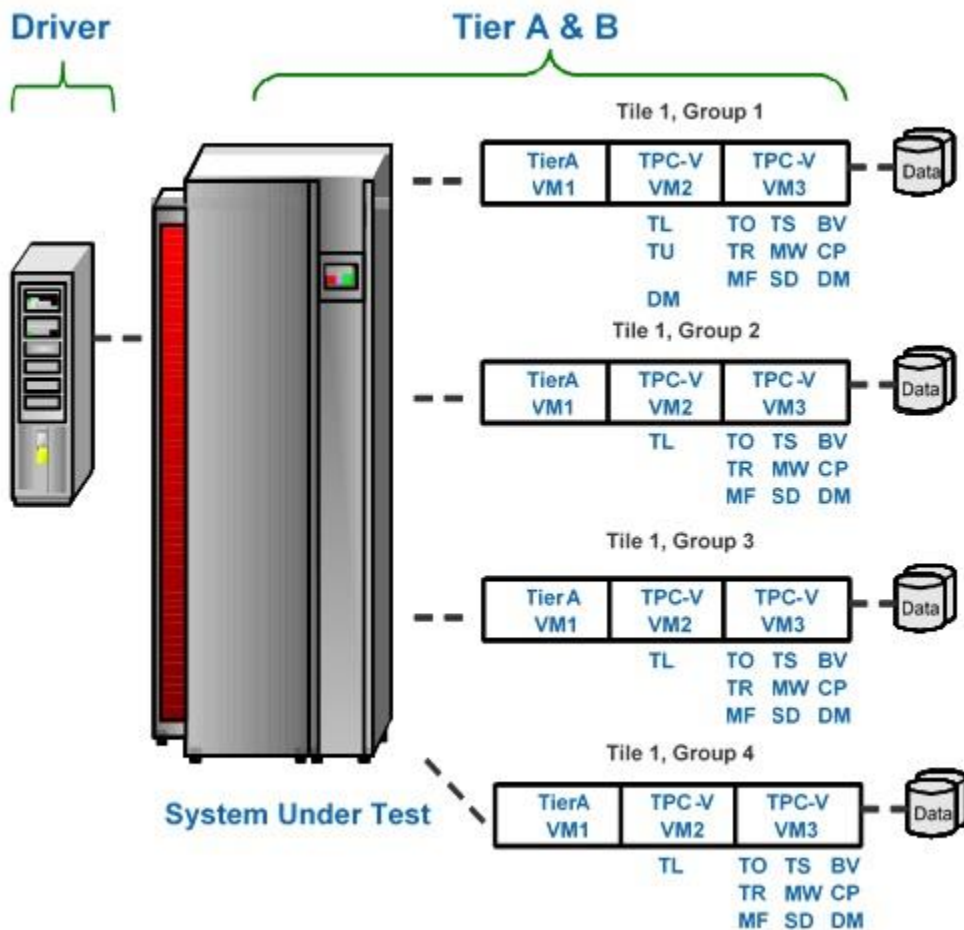 Driver
Tier A & B
Tile 1, Group 1
TierA TPC-V TPC-V
VM1 VM2 VM3
Data
TL TO TS BV
TU TR MW CP
MF SD DM
DM
Tile 1, Group 2
TierA TPC-V TPC-V
VM1 VM2 VM3
Data
TL TO TS BV
TR MW CP
MF SD DM
Tile 1, Group 3
TierA TPC-V TPC-V
VM1 VM2 VM3
Data
TL TO TS BV
TR MW CP
MF SD DM
Tile 1, Group 4
System Under Test
TierA TPC-V TPC-V
VM1 VM2 VM3
Data
TL TO TS BV
TR MW CP
MF SD DM